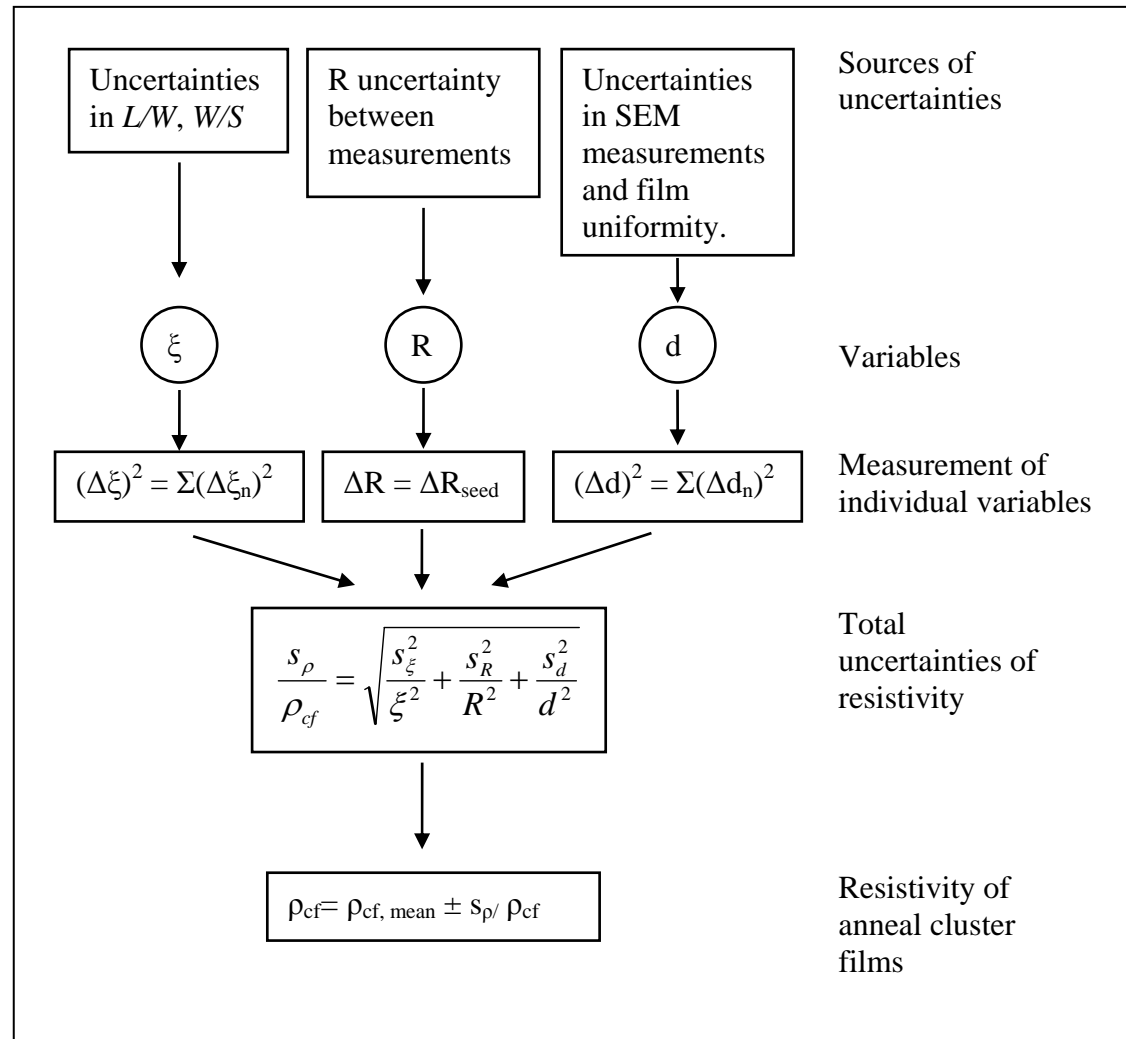 Uncertainties
in L/W, W/S
R uncertainty
between
measurements
Uncertainties
in SEM
measurements
and film
uniformity.
Sources of
uncertainties
ξ
R
d
Variables
(Δξ)² = Σ(Δξₙ)²
ΔR = ΔR_seed
(Δd)² = Σ(Δdₙ)²
Measurement of
individual variables
s_ρ / ρ_cf = √(s_ξ²/ξ² + s_R²/R² + s_d²/d²)
Total
uncertainties of
resistivity
ρ_cf= ρ_cf, mean ± s_ρ/ ρ_cf
Resistivity of
anneal cluster
films